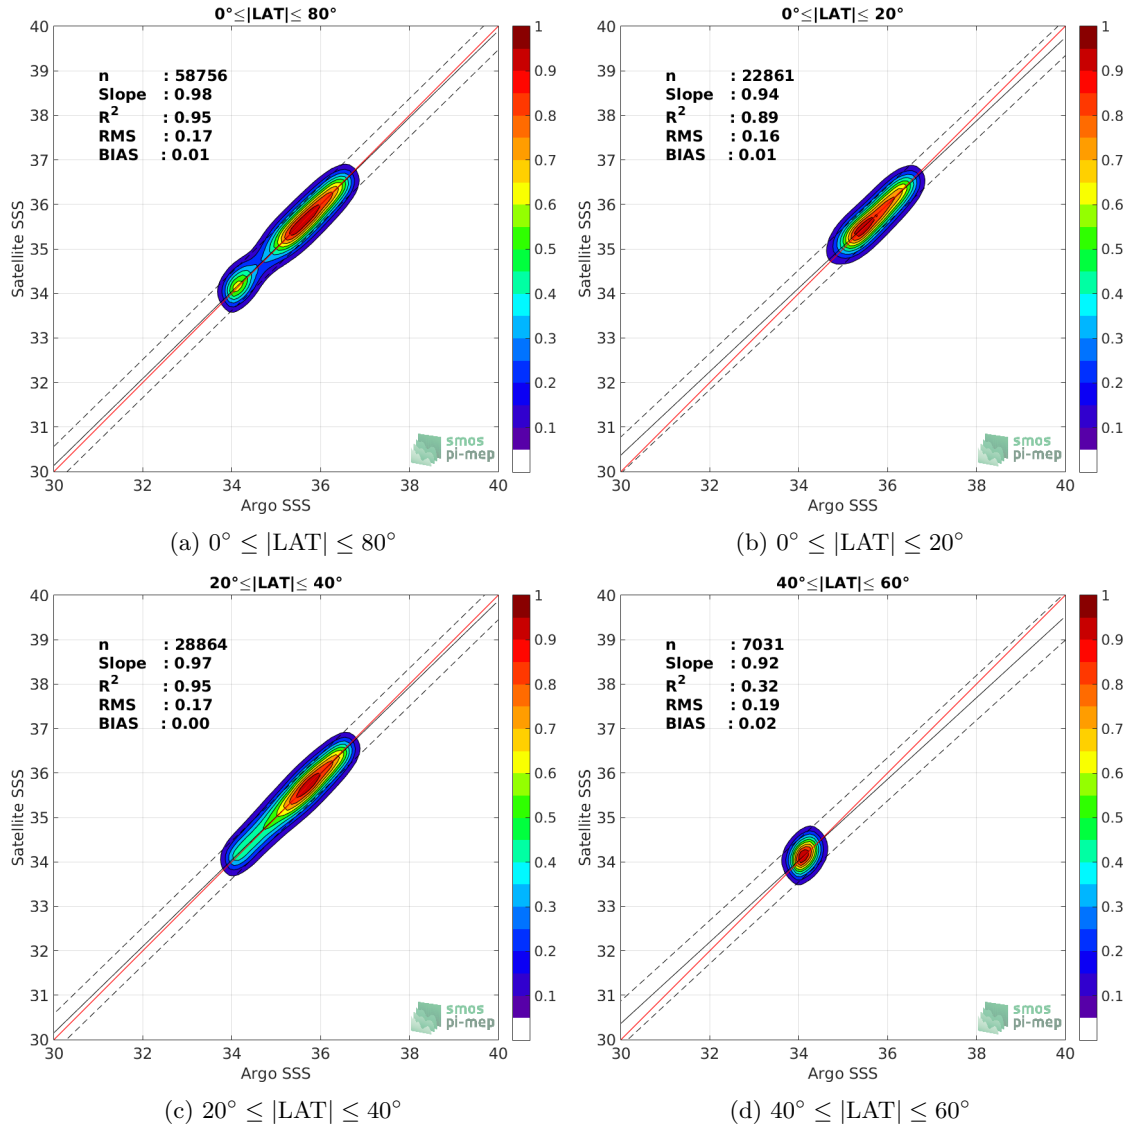 0°≤|LAT|≤ 80°
n : 58756
Slope : 0.98
R² : 0.95
RMS : 0.17
BIAS : 0.01
40
39
38
37
36
35
34
33
32
31
30
Satellite SSS
30 32 34 36 38 40
Argo SSS
1
0.9
0.8
0.7
0.6
0.5
0.4
0.3
0.2
0.1
smos
pi-mep
(a) 0° ≤ |LAT| ≤ 80°
0°≤|LAT|≤ 20°
n : 22861
Slope : 0.94
R² : 0.89
RMS : 0.16
BIAS : 0.01
40
39
38
37
36
35
34
33
32
31
30
Satellite SSS
30 32 34 36 38 40
Argo SSS
1
0.9
0.8
0.7
0.6
0.5
0.4
0.3
0.2
0.1
smos
pi-mep
(b) 0° ≤ |LAT| ≤ 20°
20°≤|LAT|≤ 40°
n : 28864
Slope : 0.97
R² : 0.95
RMS : 0.17
BIAS : 0.00
40
39
38
37
36
35
34
33
32
31
30
Satellite SSS
30 32 34 36 38 40
Argo SSS
1
0.9
0.8
0.7
0.6
0.5
0.4
0.3
0.2
0.1
smos
pi-mep
(c) 20° ≤ |LAT| ≤ 40°
40°≤|LAT|≤ 60°
n : 7031
Slope : 0.92
R² : 0.32
RMS : 0.19
BIAS : 0.02
40
39
38
37
36
35
34
33
32
31
30
Satellite SSS
30 32 34 36 38 40
Argo SSS
1
0.9
0.8
0.7
0.6
0.5
0.4
0.3
0.2
0.1
smos
pi-mep
(d) 40° ≤ |LAT| ≤ 60°